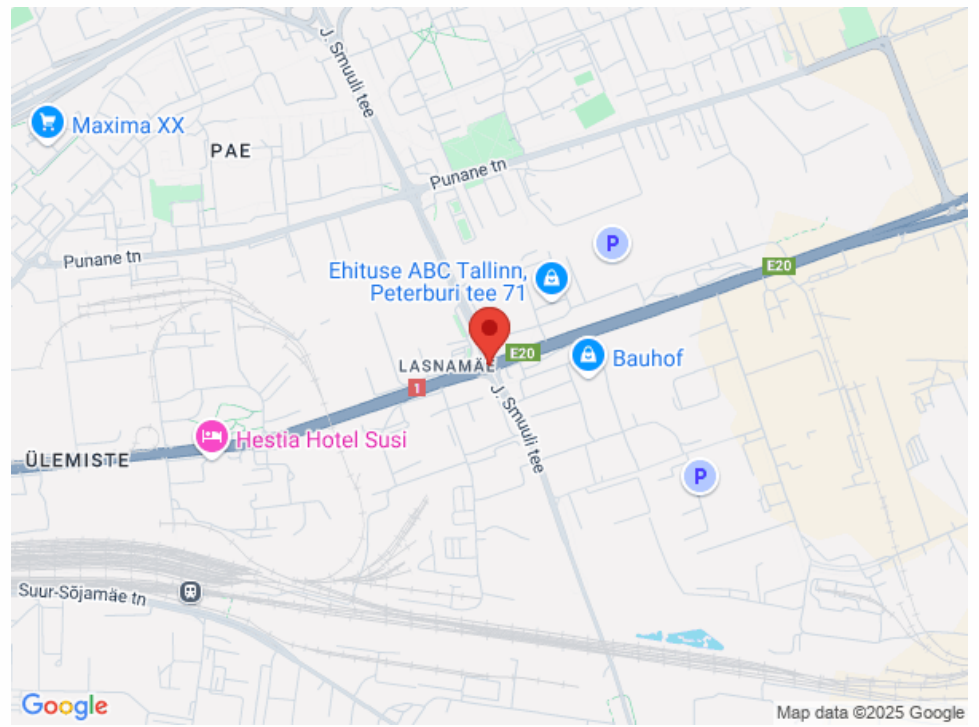 J. Smuuli tee
Maxima XX
PAE
Punane tn
Punane tn
Ehituse ABC Tallinn,
Peterburi tee 71
E20
E20
LASNAMÄE
Bauhof
1
J. Smuuli tee
Hestia Hotel Susi
ÜLEMISTE
P
P
Suur-Sõjamäe tn
Google
Map data ©2025 Google